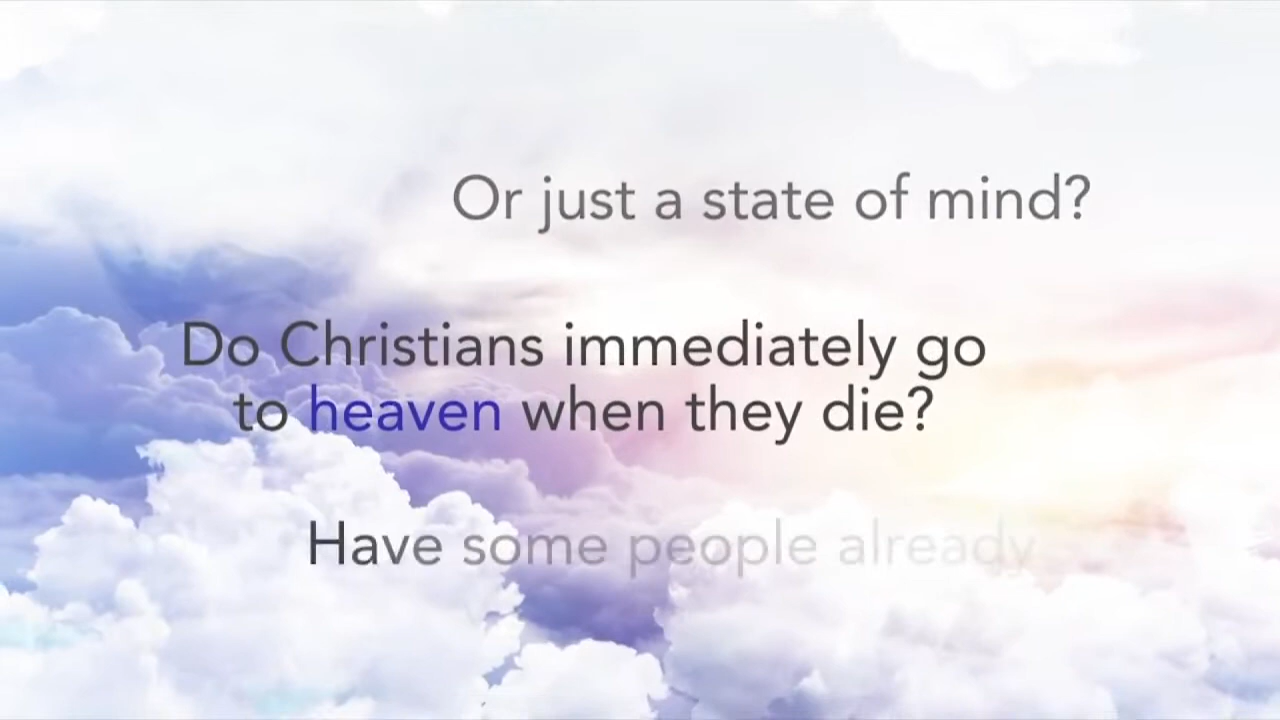 Or just a state of mind?
Do Christians immediately go
to heaven when they die?
Have some people already